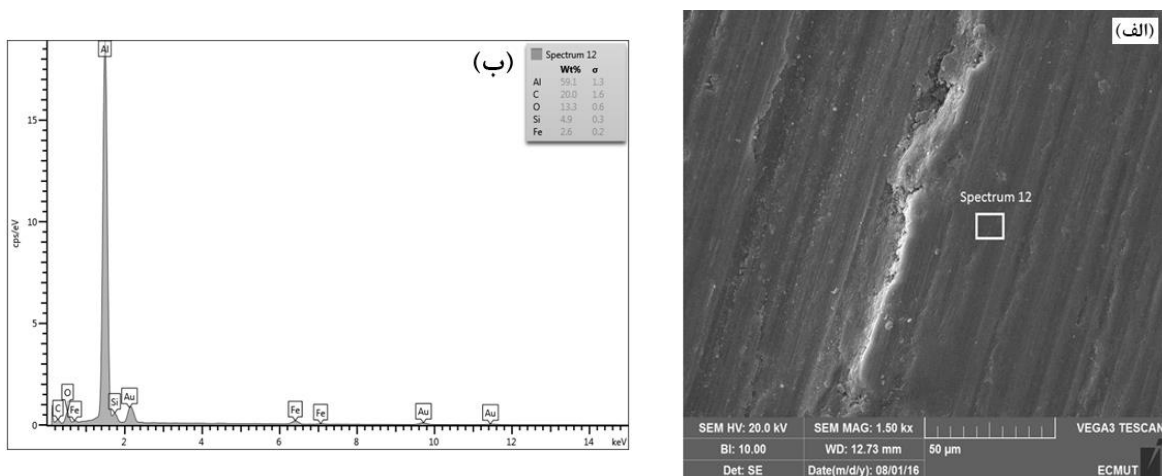 (ب)
Spectrum 12
Wt% σ
Al 59.1 1.3
C 20.0 1.6
O 13.3 0.6
Si 4.9 0.3
Fe 2.6 0.2
Al
15
10
5
0
cps/eV
C
O
Fe
Si
Au
Fe
Fe
Au
Au
2
4
6
8
10
12
14
keV
(الف)
Spectrum 12
SEM HV: 20.0 kV SEM MAG: 1.50 kx VEGA3 TESCAN
BI: 10.00 WD: 12.73 mm 50 µm
Det: SE Date(m/d/y): 08/01/16 ECMUT